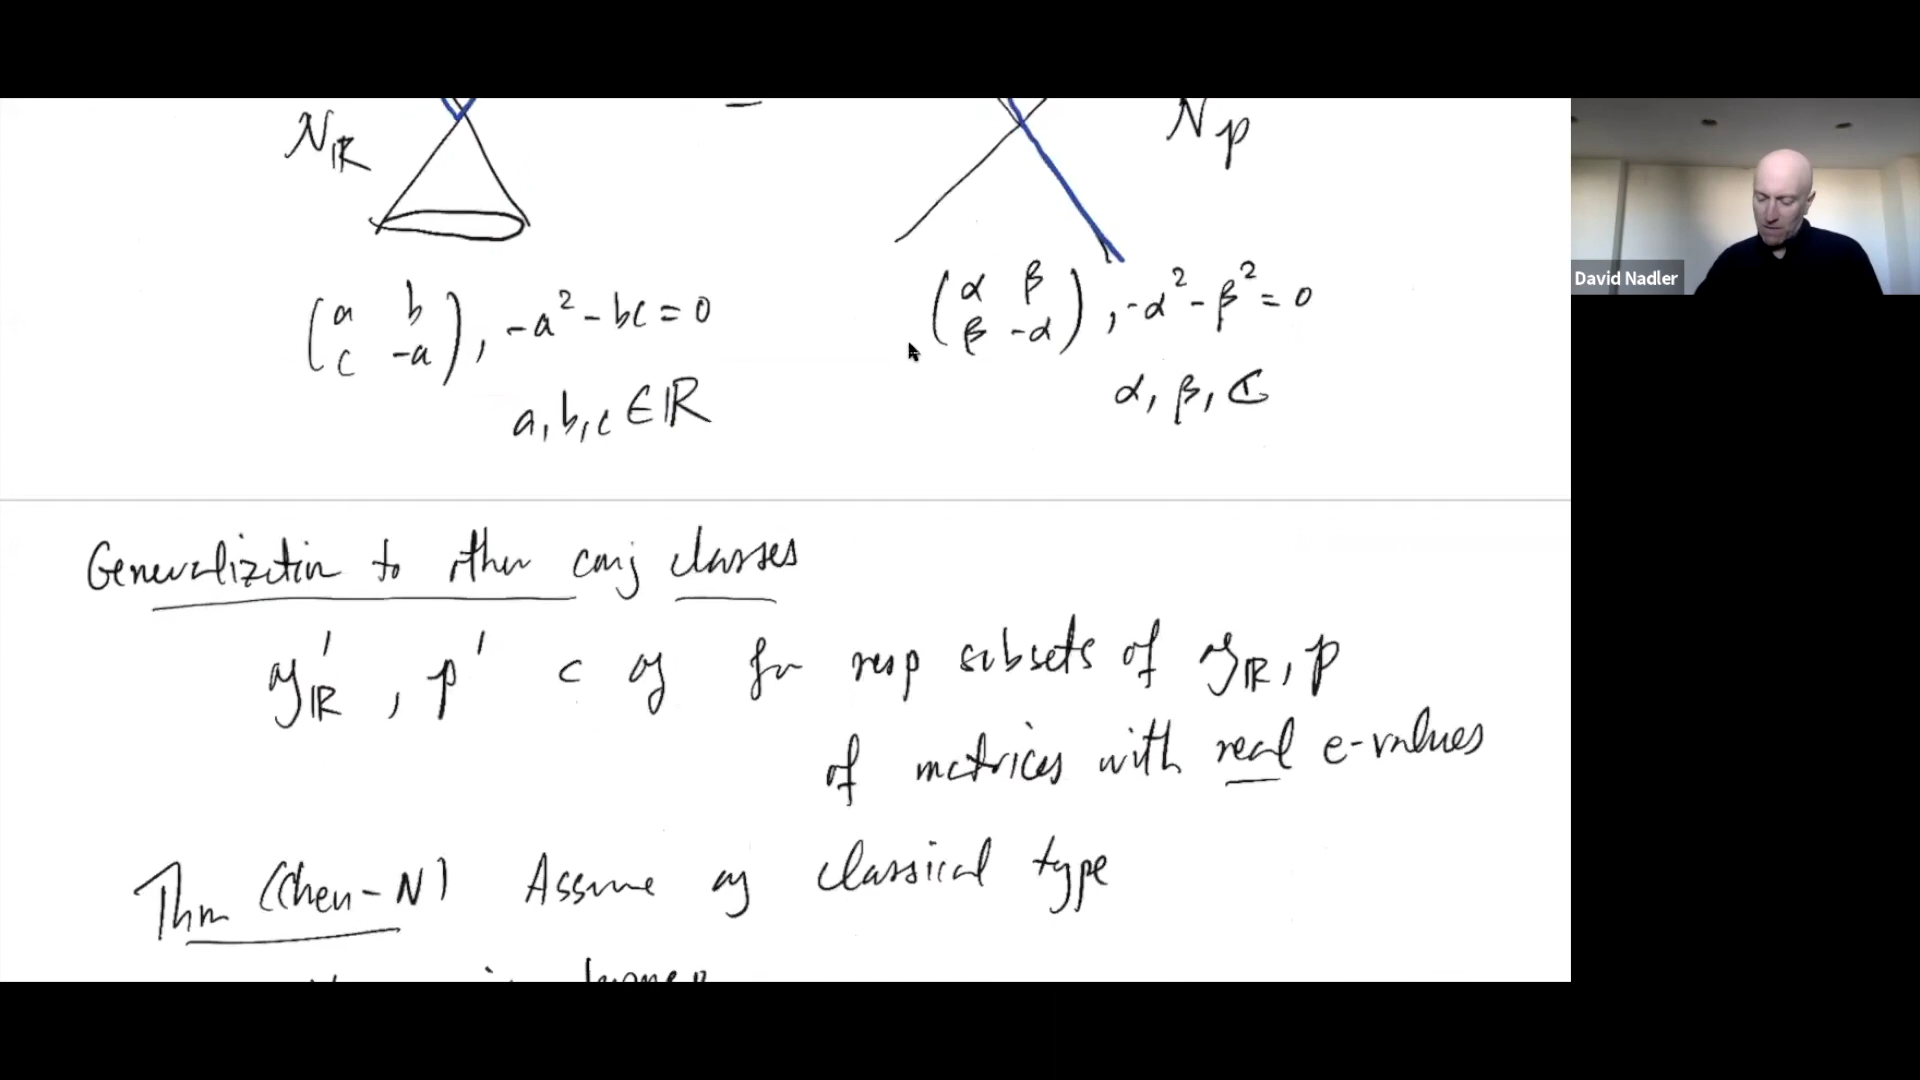 𝒩_ℝ = 𝒩_𝔭
(a b
c -a), -a² - bc = 0
a, b, c ∈ ℝ
(α β
β -α), -α² - β² = 0
α, β, ℂ
David Nadler
Generalization to other conj classes
𝔤'_ℝ, 𝔭' ⊂ 𝔤 for resp subsets of 𝔤_ℝ, 𝔭
of matrices with real e-values
Thm (Chen-N) Assume 𝔤 classical type